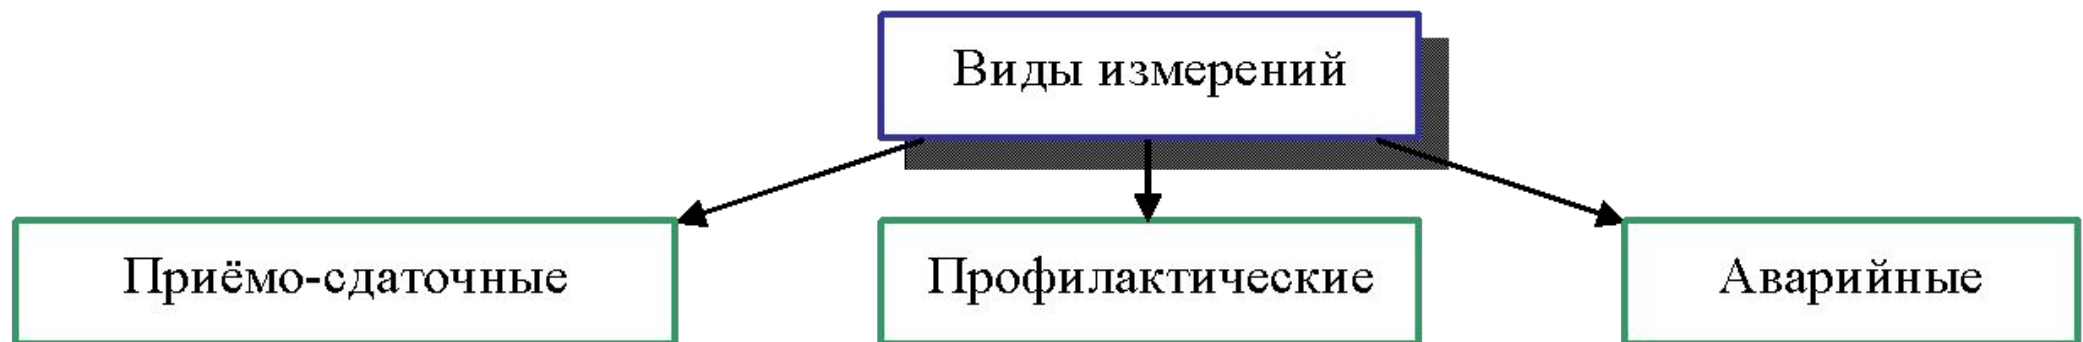 Виды измерений
Приёмо-сдаточные
Профилактические
Аварийные